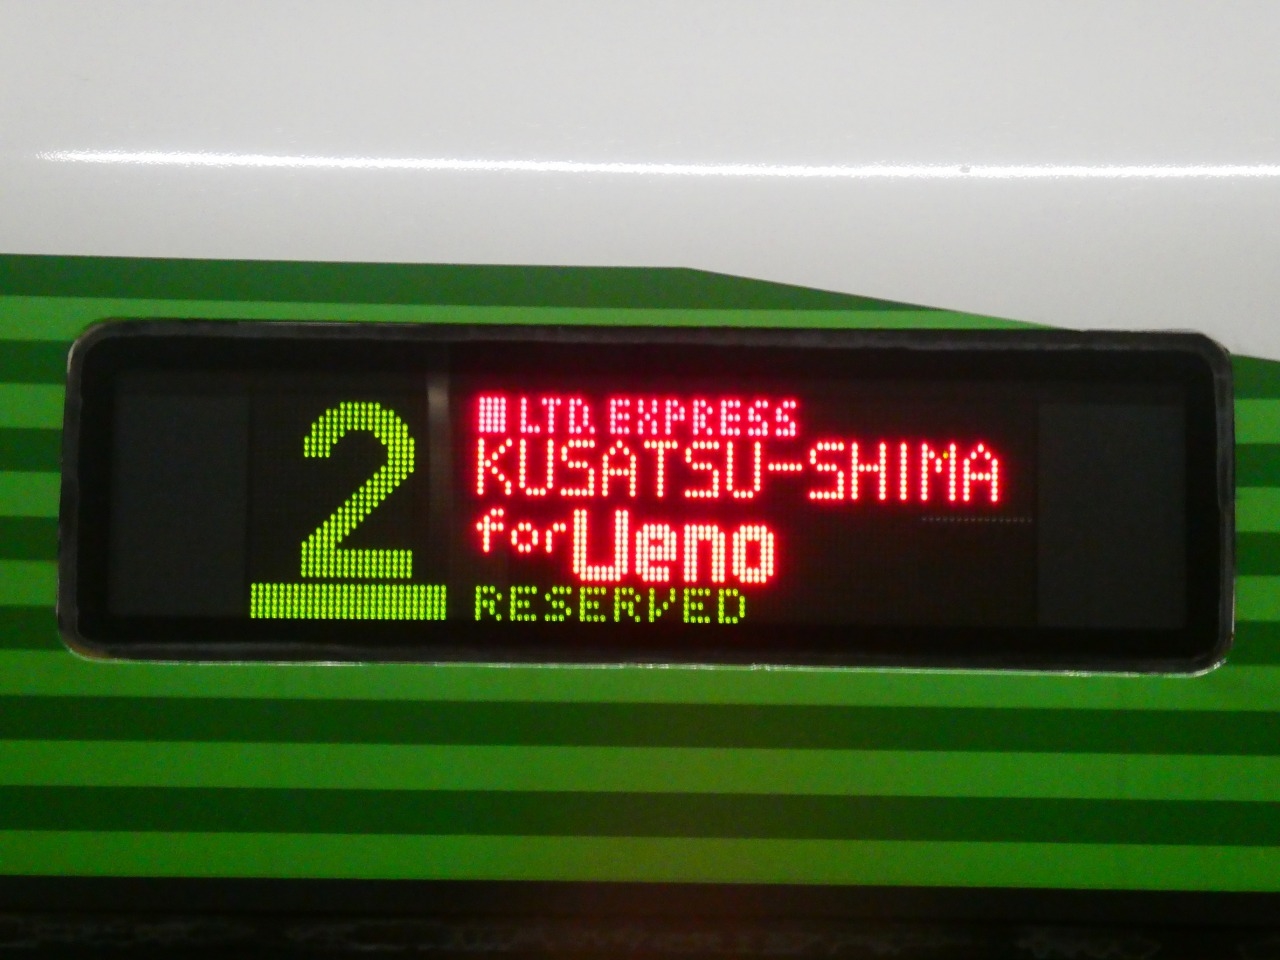 2
LTD.EXPRESS
KUSATSU-SHIMA
for Ueno
RESERVED